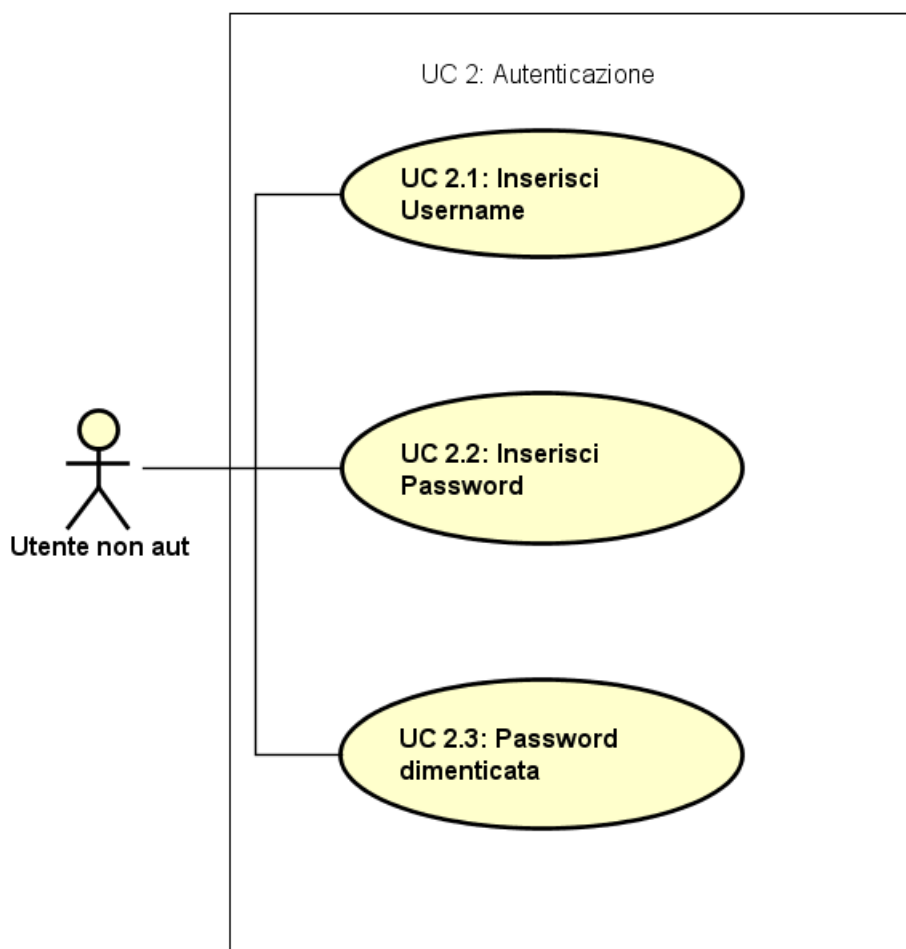 UC 2: Autenticazione
UC 2.1: Inserisci
Username
UC 2.2: Inserisci
Password
Utente non aut
UC 2.3: Password
dimenticata